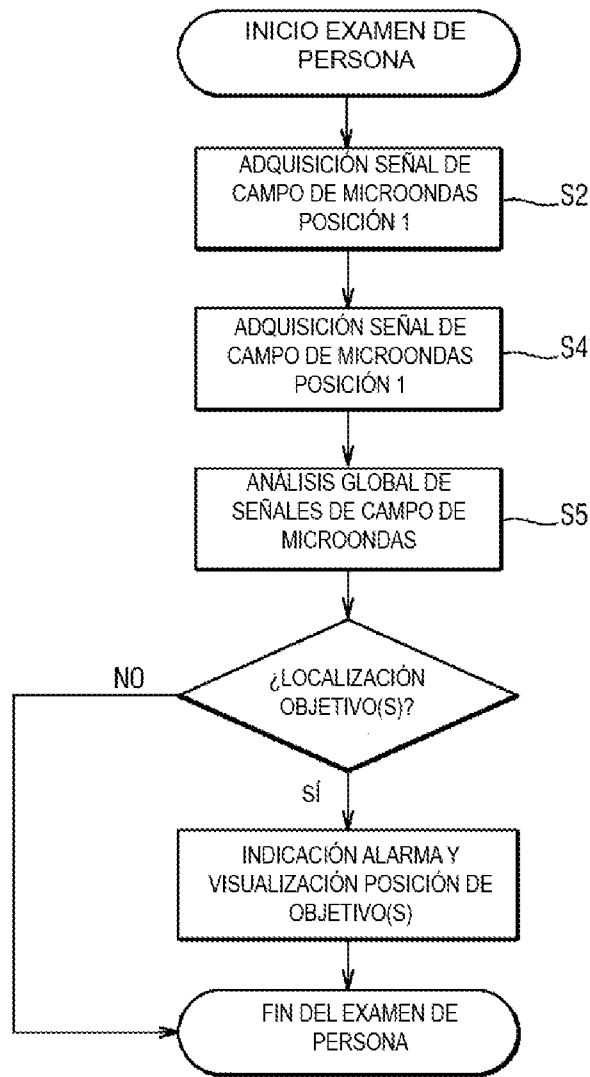 INICIO EXAMEN DE
PERSONA
ADQUISICIÓN SEÑAL DE
CAMPO DE MICROONDAS
POSICIÓN 1
S2
ADQUISICIÓN SEÑAL DE
CAMPO DE MICROONDAS
POSICIÓN 1
S4
ANÁLISIS GLOBAL DE
SEÑALES DE CAMPO DE
MICROONDAS
S5
¿LOCALIZACIÓN
OBJETIVO(S)?
NO
SÍ
INDICACIÓN ALARMA Y
VISUALIZACIÓN POSICIÓN DE
OBJETIVO(S)
FIN DEL EXAMEN DE
PERSONA